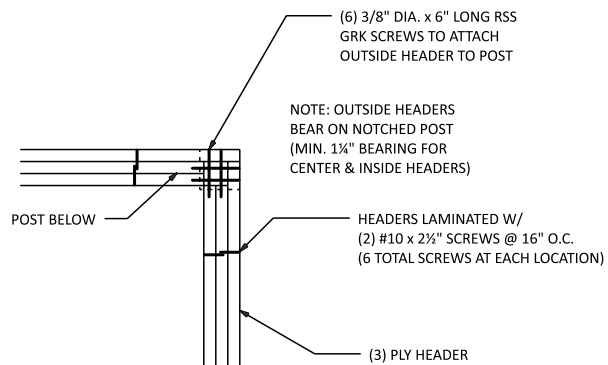 (6) 3/8" DIA. x 6" LONG RSS
GRK SCREWS TO ATTACH
OUTSIDE HEADER TO POST
NOTE: OUTSIDE HEADERS
BEAR ON NOTCHED POST
(MIN. 1¼" BEARING FOR
CENTER & INSIDE HEADERS)
POST BELOW
HEADERS LAMINATED W/
(2) #10 x 2½" SCREWS @ 16" O.C.
(6 TOTAL SCREWS AT EACH LOCATION)
(3) PLY HEADER